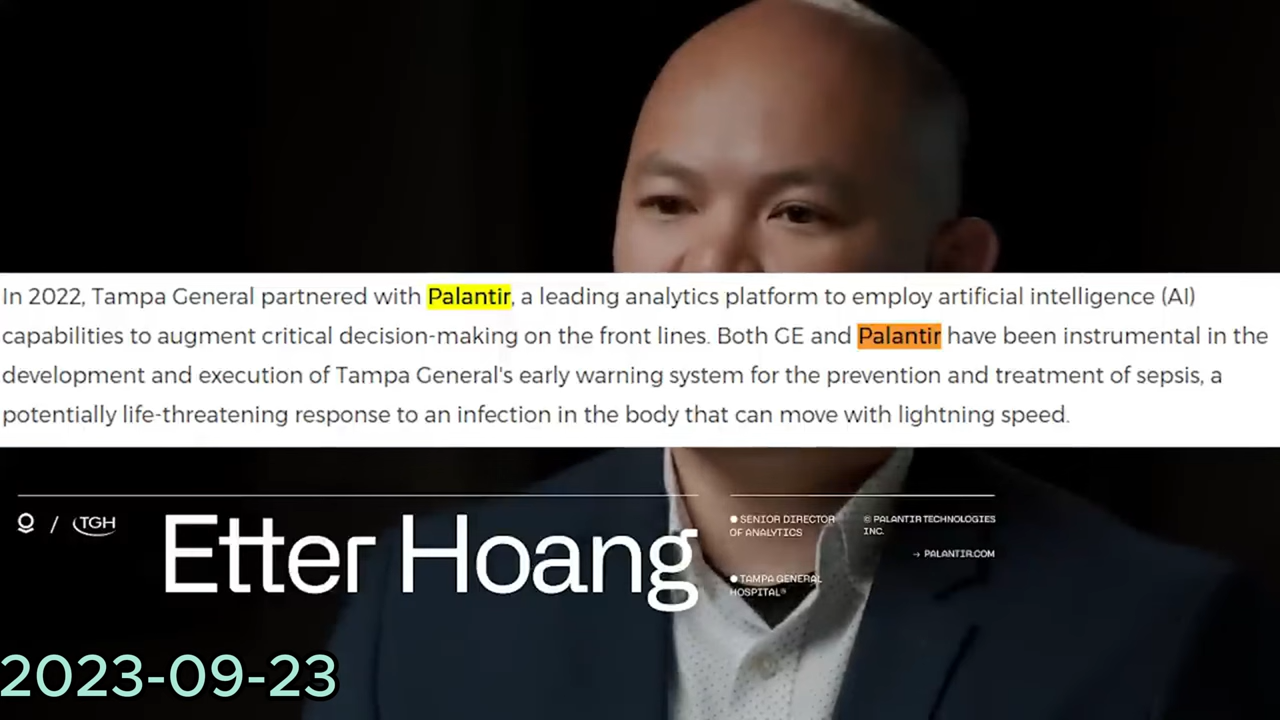 In 2022, Tampa General partnered with Palantir, a leading analytics platform to employ artificial intelligence (AI)
capabilities to augment critical decision-making on the front lines. Both GE and Palantir have been instrumental in the
development and execution of Tampa General's early warning system for the prevention and treatment of sepsis, a
potentially life-threatening response to an infection in the body that can move with lightning speed.
/ TGH
Etter Hoang
SENIOR DIRECTOR
OF ANALYTICS
TAMPA GENERAL
HOSPITAL®
© PALANTIR TECHNOLOGIES
INC.
→ PALANTIR.COM
2023-09-23